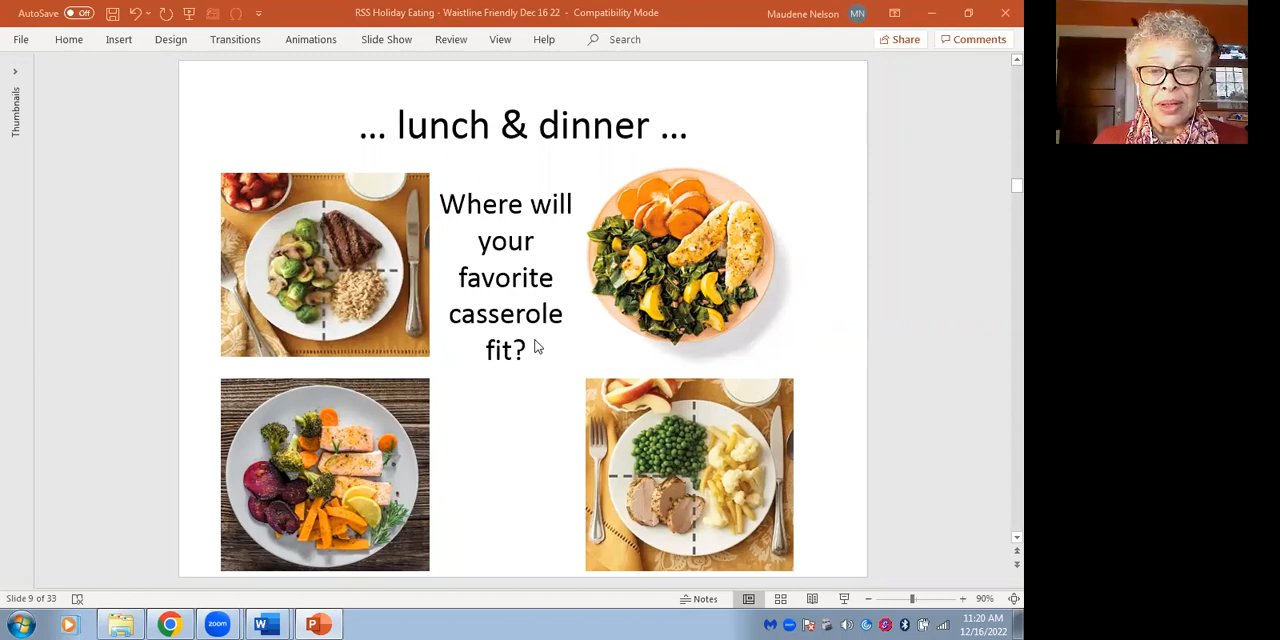 AutoSave Off
RSS Holiday Eating - Waistline Friendly Dec 16 22 - Compatibility Mode
Maudene Nelson MN
File Home Insert Design Transitions Animations Slide Show Review View Help Search
Share Comments
Thumbnails
... lunch & dinner ...
Where will
your
favorite
casserole
fit?
Slide 9 of 33
Notes
90%
zoom
11:20 AM
12/16/2022